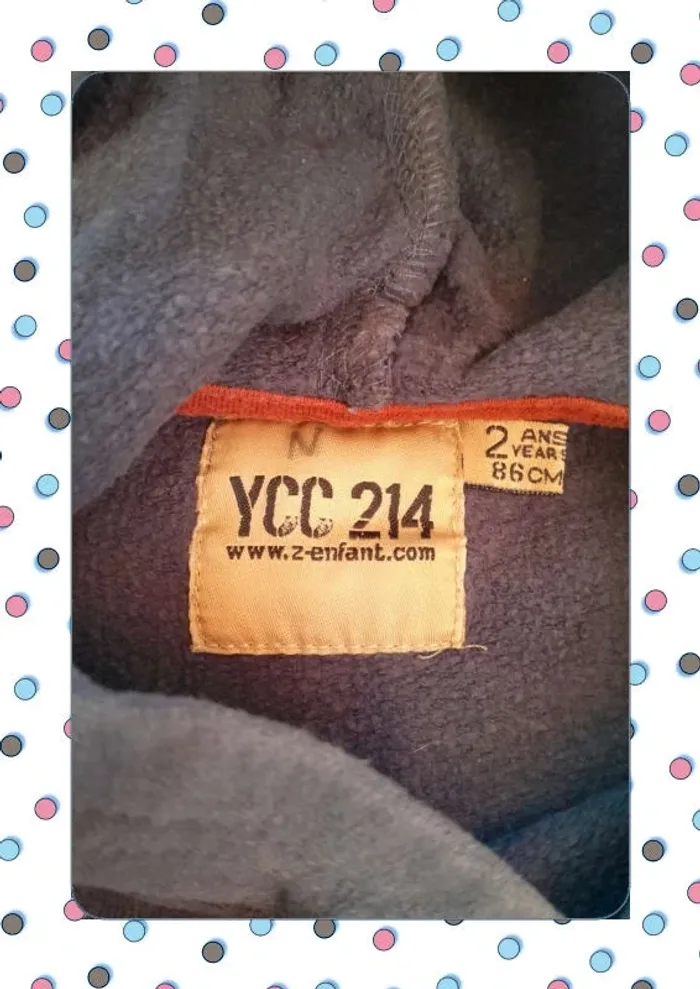 N
YCC 214
www.z-enfant.com
2 ANS
YEARS
86CM